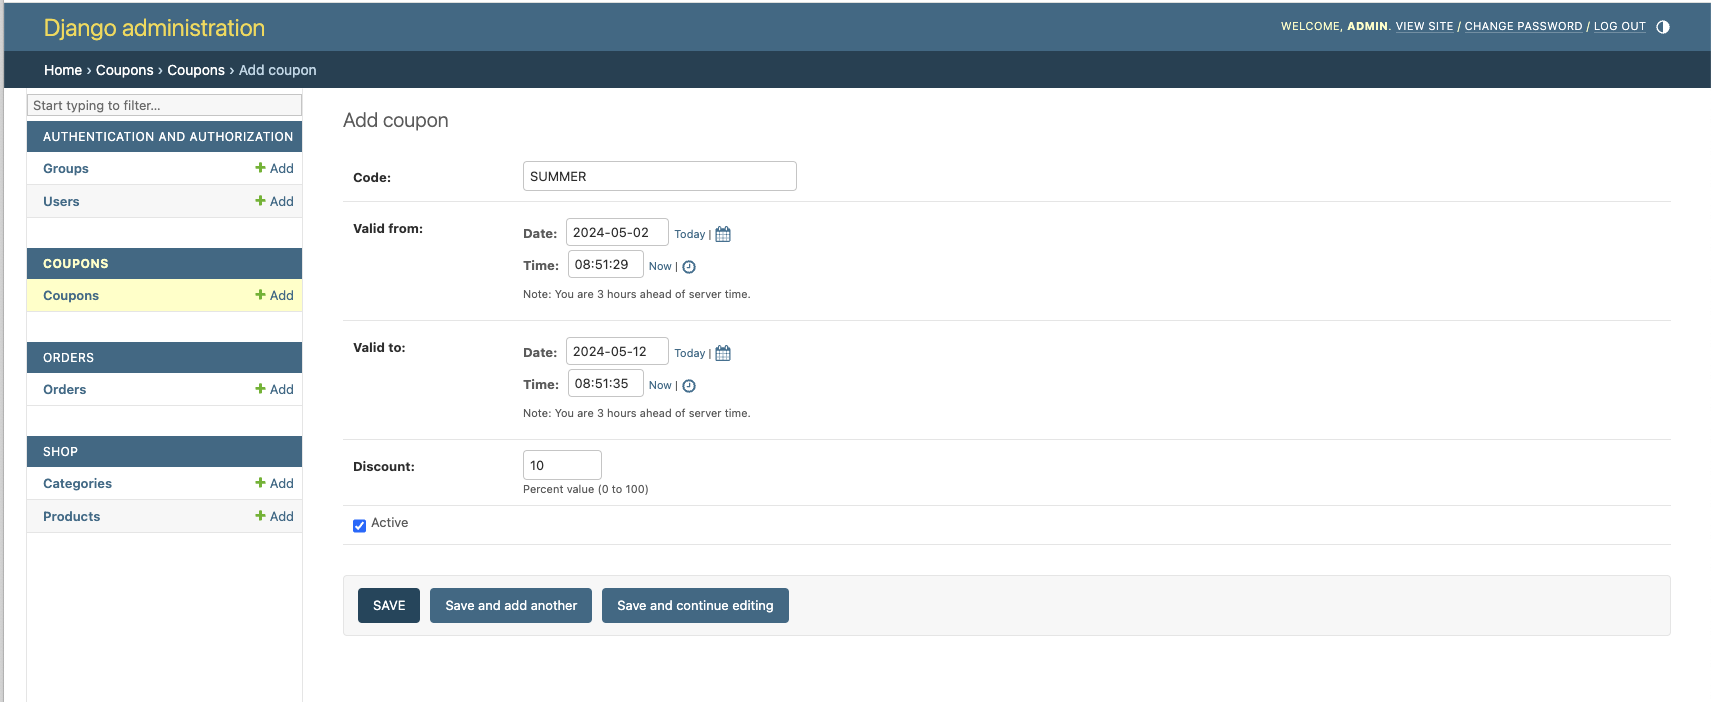 Django administration
WELCOME, ADMIN. VIEW SITE / CHANGE PASSWORD / LOG OUT
Home › Coupons › Coupons › Add coupon
Start typing to filter...
AUTHENTICATION AND AUTHORIZATION
Groups + Add
Users + Add
COUPONS
Coupons + Add
ORDERS
Orders + Add
SHOP
Categories + Add
Products + Add
Add coupon
Code: SUMMER
Valid from: Date: 2024-05-02 Today |
Time: 08:51:29 Now |
Note: You are 3 hours ahead of server time.
Valid to: Date: 2024-05-12 Today |
Time: 08:51:35 Now |
Note: You are 3 hours ahead of server time.
Discount: 10
Percent value (0 to 100)
Active
SAVE Save and add another Save and continue editing